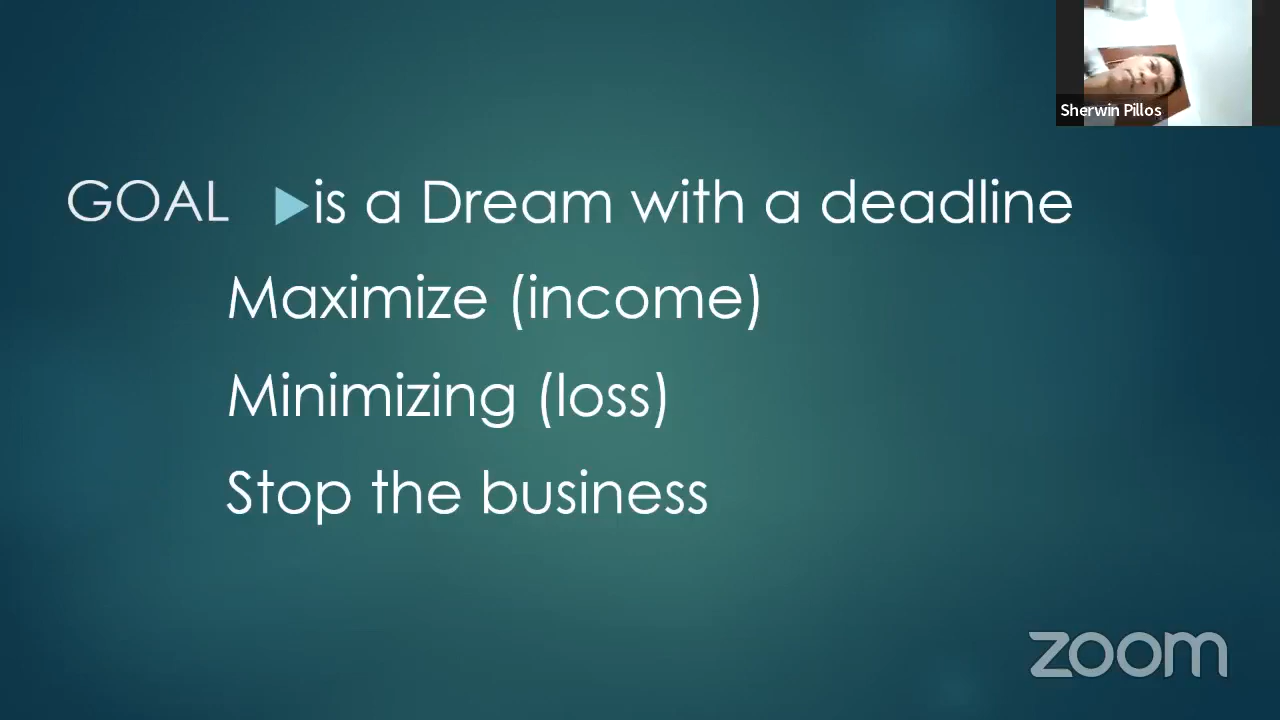 Sherwin Pillos
GOAL is a Dream with a deadline
Maximize (income)
Minimizing (loss)
Stop the business
zoom